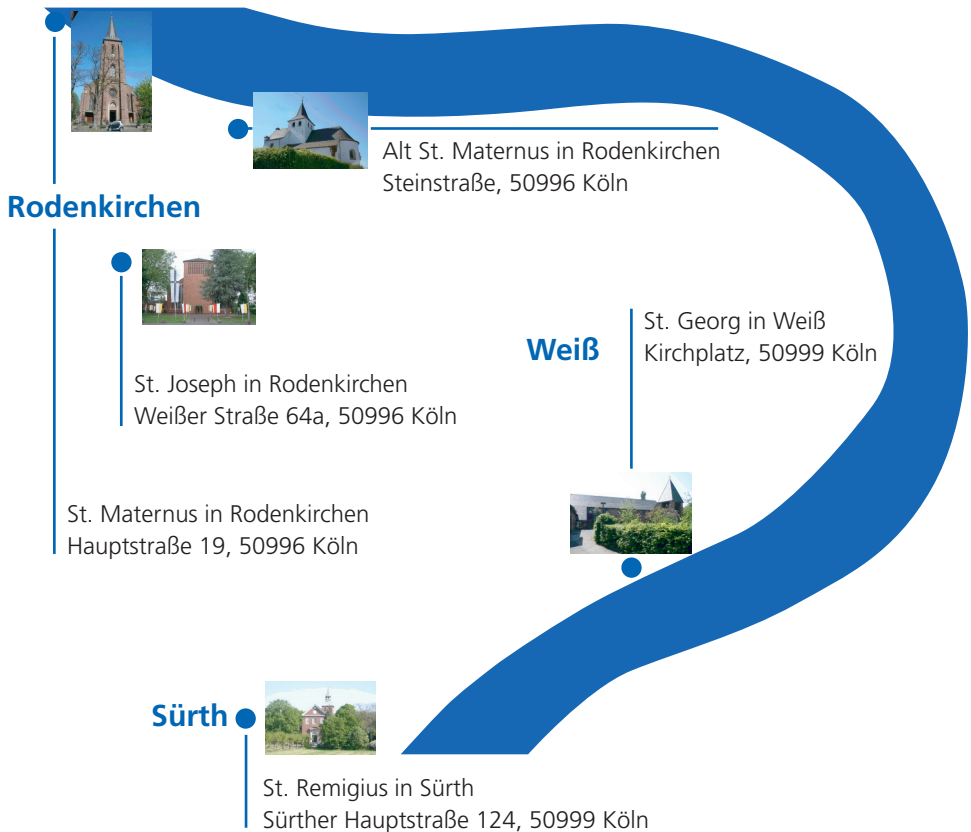 Alt St. Maternus in Rodenkirchen
Steinstraße, 50996 Köln
Rodenkirchen
St. Joseph in Rodenkirchen
Weißer Straße 64a, 50996 Köln
Weiß
St. Georg in Weiß
Kirchplatz, 50999 Köln
St. Maternus in Rodenkirchen
Hauptstraße 19, 50996 Köln
Sürth
St. Remigius in Sürth
Sürther Hauptstraße 124, 50999 Köln